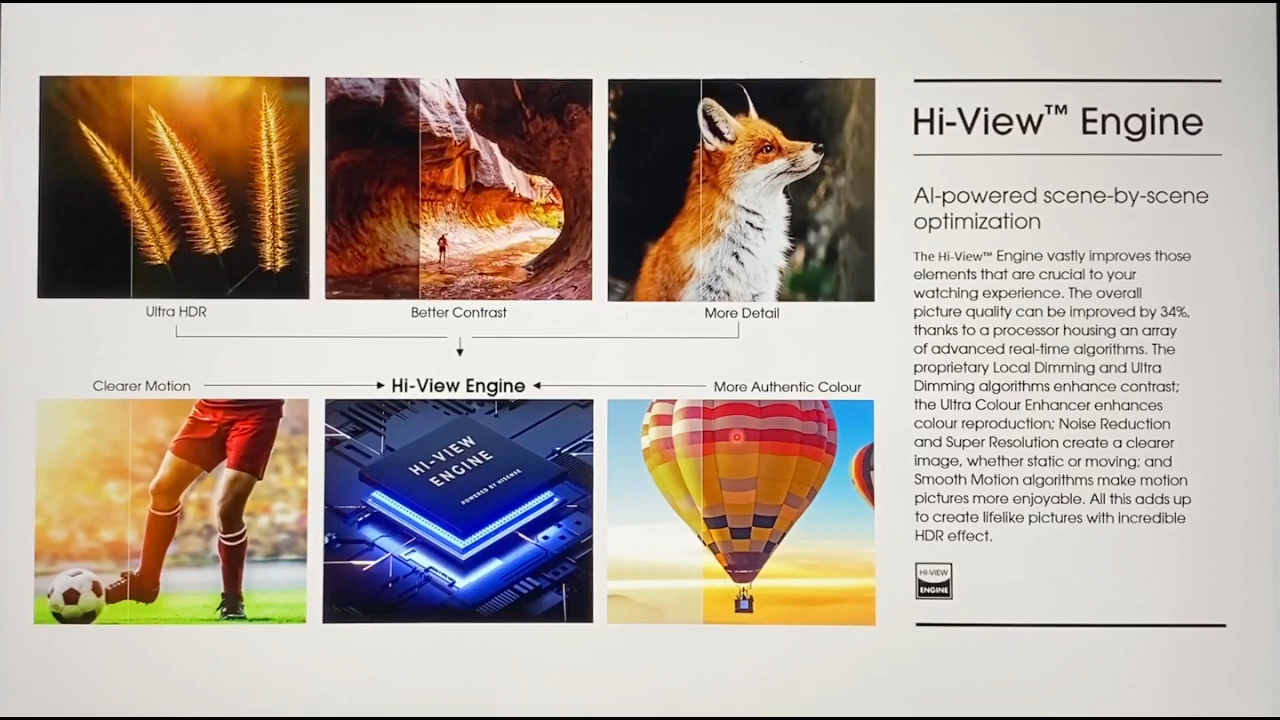 Ultra HDR
Better Contrast
More Detail
Clearer Motion
Hi-View Engine
More Authentic Colour
HI-VIEW
ENGINE
POWERED BY HISENSE
Hi-View™ Engine
AI-powered scene-by-scene
optimization
The Hi-View™ Engine vastly improves those
elements that are crucial to your
watching experience. The overall
picture quality can be improved by 34%,
thanks to a processor housing an array
of advanced real-time algorithms. The
proprietary Local Dimming and Ultra
Dimming algorithms enhance contrast;
the Ultra Colour Enhancer enhances
colour reproduction; Noise Reduction
and Super Resolution create a clearer
image, whether static or moving; and
Smooth Motion algorithms make motion
pictures more enjoyable. All this adds up
to create lifelike pictures with incredible
HDR effect.
HI-VIEW
ENGINE